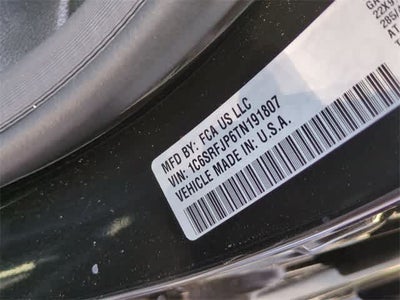 MFD BY: FCA US LLC
VIN: 1C6SRFJP6TN191807
VEHICLE MADE IN: U.S.A.